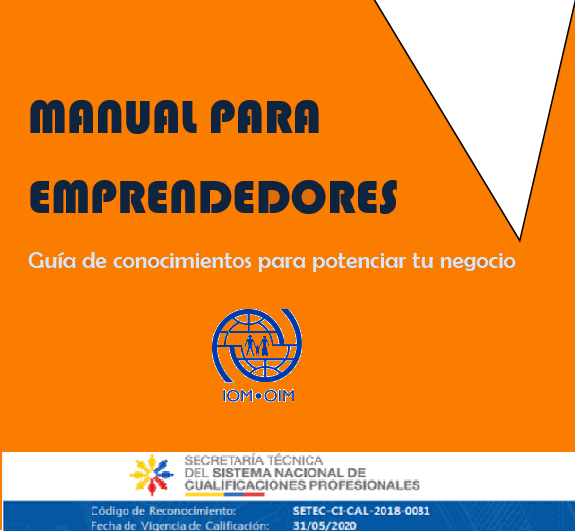 MANUAL PARA
EMPRENDEDORES
Guía de conocimientos para potenciar tu negocio
IOM•OIM
SECRETARÍA TÉCNICA
DEL SISTEMA NACIONAL DE
CUALIFICACIONES PROFESIONALES
Código de Reconocimiento: SETEC-CI-CAL-2018-0031
Fecha de Vigencia de Calificación: 31/05/2020